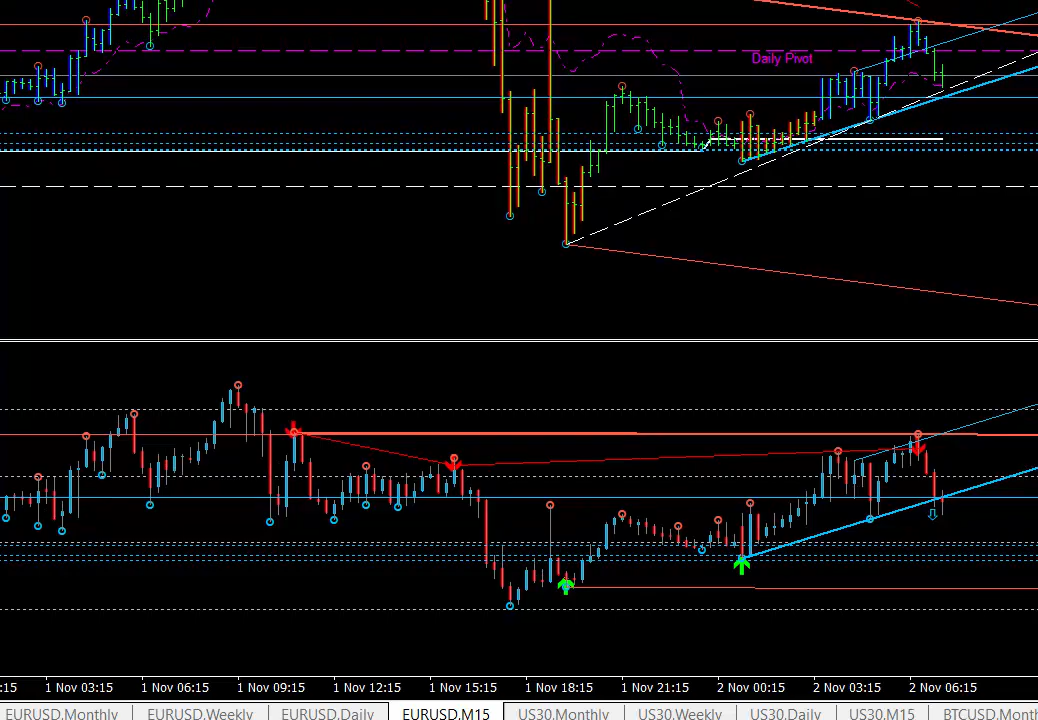 Daily Pivot
:15 1 Nov 03:15 1 Nov 06:15 1 Nov 09:15 1 Nov 12:15 1 Nov 15:15 1 Nov 18:15 1 Nov 21:15 2 Nov 00:15 2 Nov 03:15 2 Nov 06:15
EURUSD,Monthly EURUSD,Weekly EURUSD,Daily EURUSD,M15 US30,Monthly US30,Weekly US30,Daily US30,M15 BTCUSD,Month